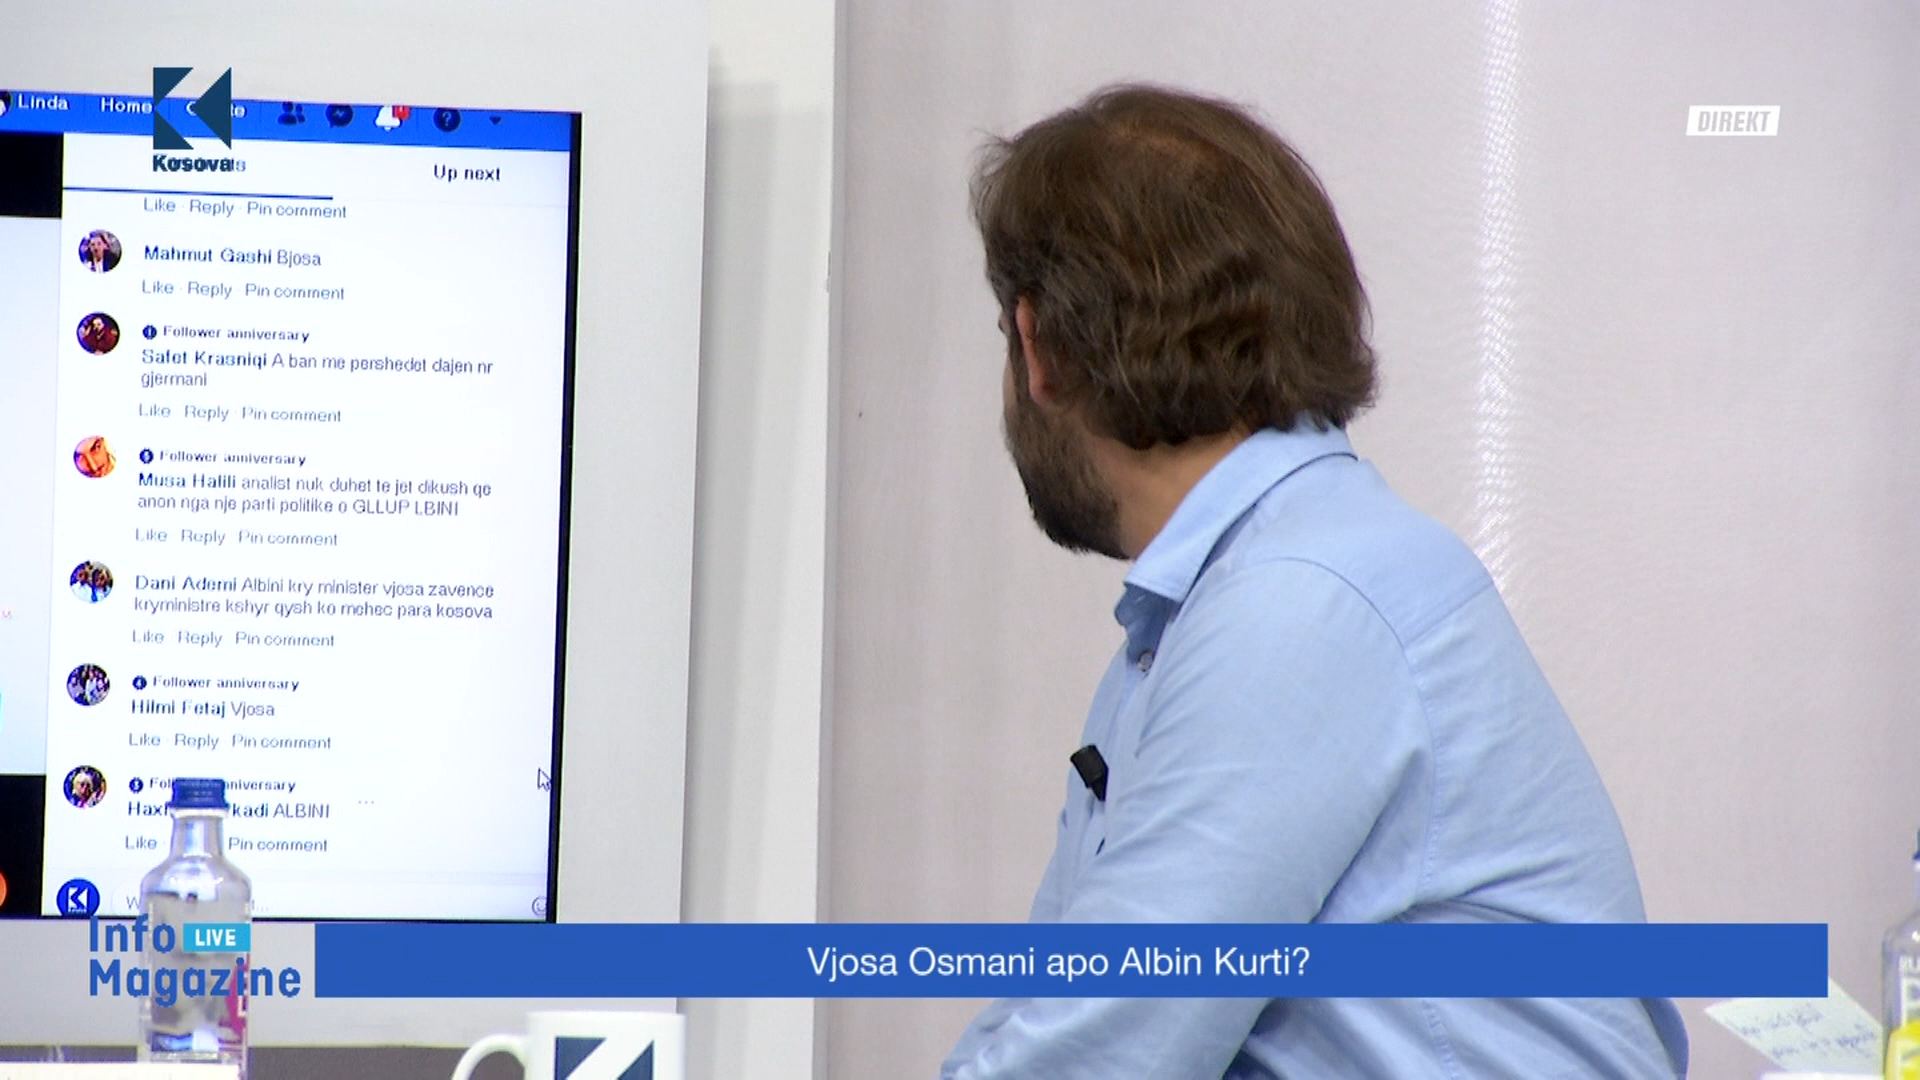 Linda Home
Kosova
Up next
Like Reply Pin comment
Mahmut Gashi Bjosa
Like Reply Pin comment
Follower anniversary
Safet Krasniqi A ban me pershedet dajen nr
gjermani
Like Reply Pin comment
Follower anniversary
Musa Halili analist nuk duhet te jet dikush qe
anon nga nje parti politike o GLLUP LBINI
Like Reply Pin comment
Dani Ademi Albini kry minister vjosa zavence
kryministre kshyr qysh ko mehec para kosova
Like Reply Pin comment
Follower anniversary
Hilmi Fetaj Vjosa
Like Reply Pin comment
ALBINI
Like Pin comment
DIREKT
Info LIVE
Magazine
Vjosa Osmani apo Albin Kurti?